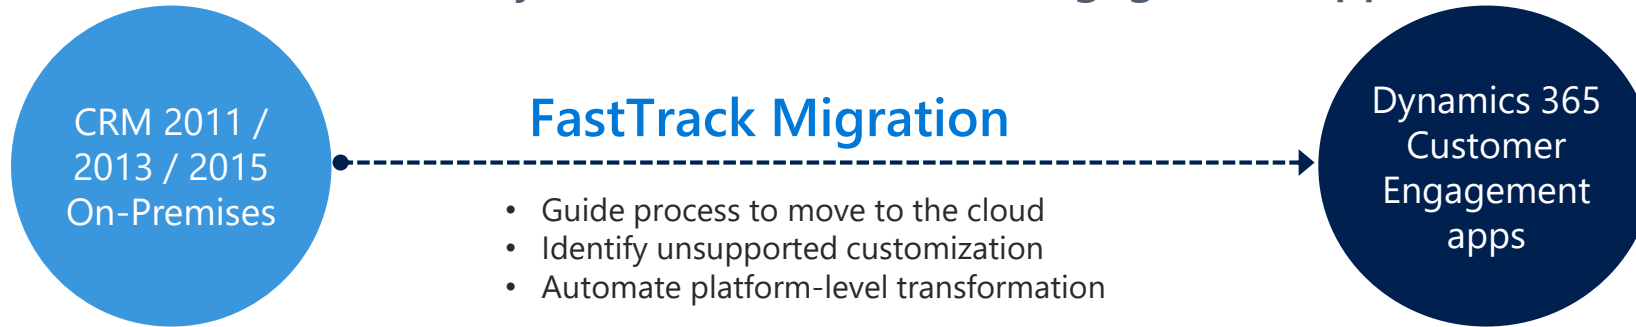 CRM 2011 /
2013 / 2015
On-Premises
FastTrack Migration
• Guide process to move to the cloud
• Identify unsupported customization
• Automate platform-level transformation
Dynamics 365
Customer
Engagement
apps